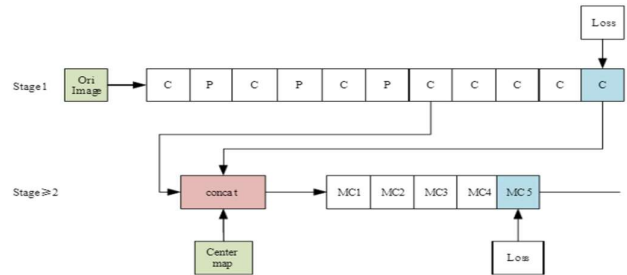 Loss
Stage1
Ori
Image
C P C P C P C C C C C
Stage≥2
concat
MC1 MC2 MC3 MC4 MC5
Center
map
Loss